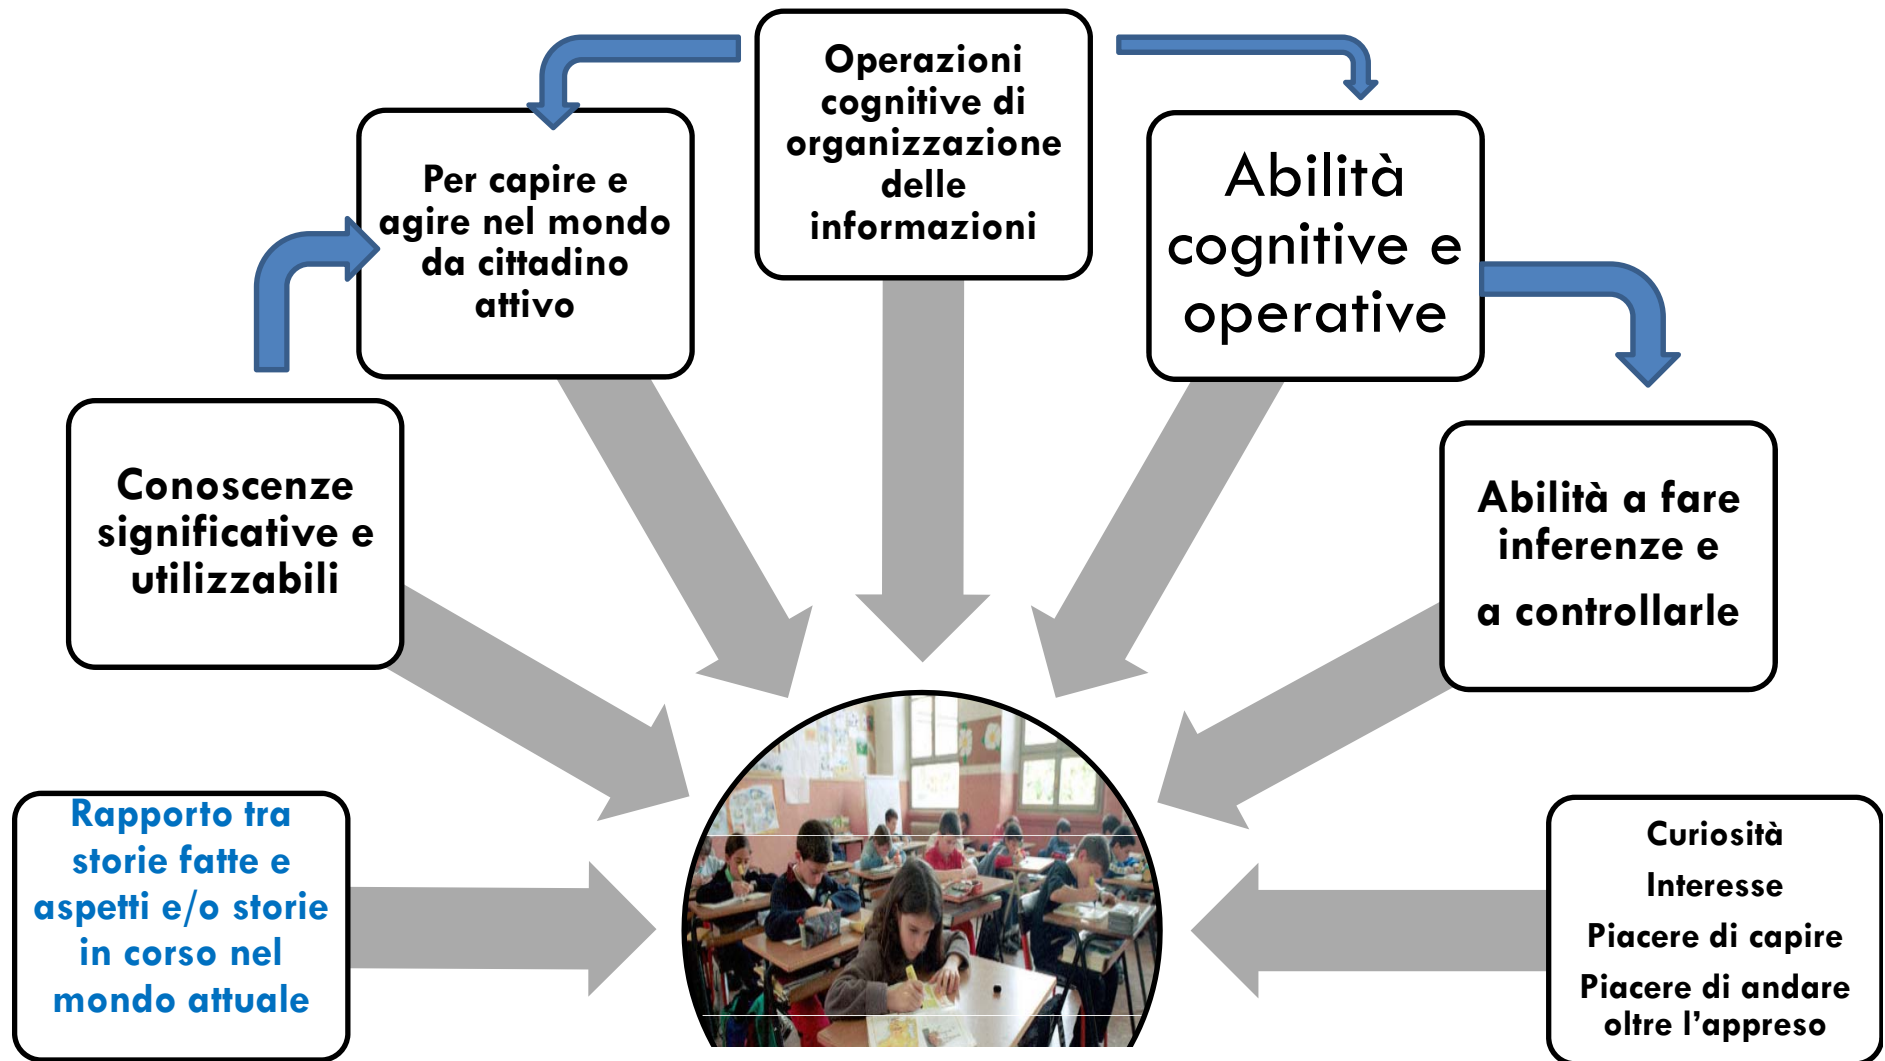 Operazioni
cognitive di
organizzazione
delle
informazioni
Per capire e
agire nel mondo
da cittadino
attivo
Abilità
cognitive e
operative
Conoscenze
significative e
utilizzabili
Abilità a fare
inferenze e
a controllarle
Rapporto tra
storie fatte e
aspetti e/o storie
in corso nel
mondo attuale
Curiosità
Interesse
Piacere di capire
Piacere di andare
oltre l’appreso